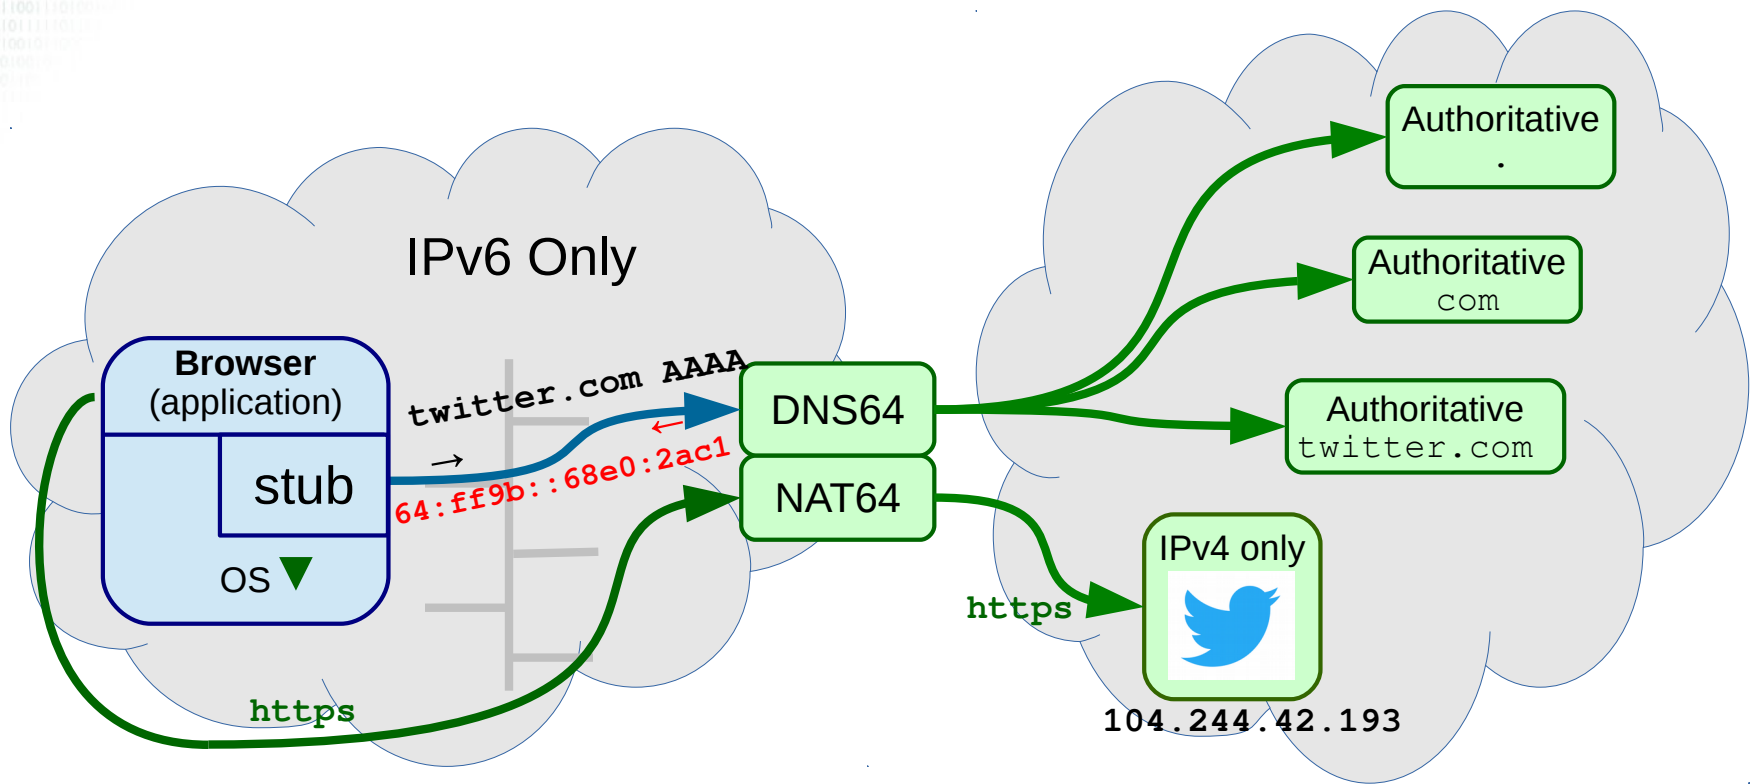 IPv6 Only
Browser
(application)
stub
OS
twitter.com AAAA
→
←
64:ff9b::68e0:2ac1
DNS64
NAT64
https
Authoritative
.
Authoritative
com
Authoritative
twitter.com
https
IPv4 only
104.244.42.193